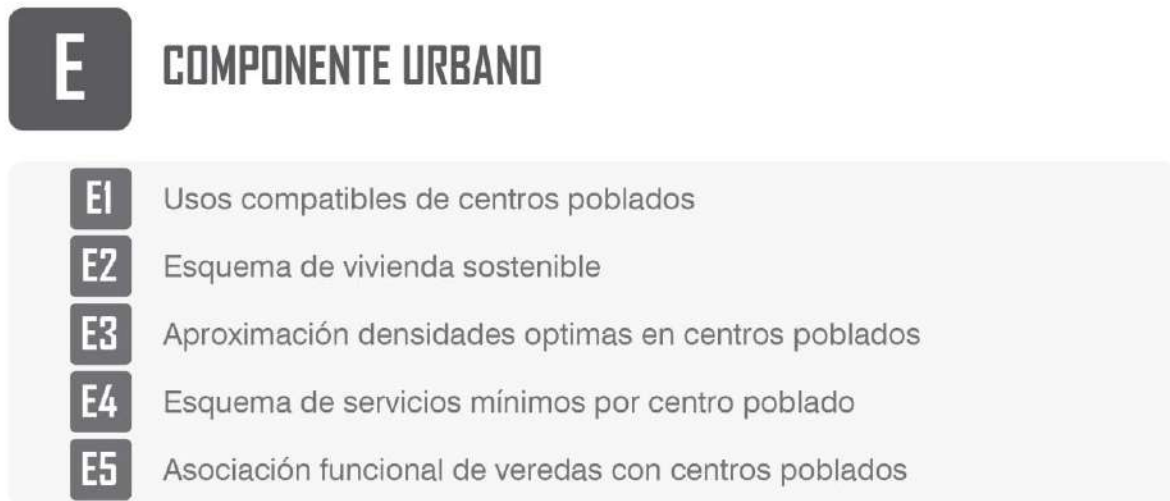 E COMPONENTE URBANO
E1 Usos compatibles de centros poblados
E2 Esquema de vivienda sostenible
E3 Aproximación densidades optimas en centros poblados
E4 Esquema de servicios mínimos por centro poblado
E5 Asociación funcional de veredas con centros poblados